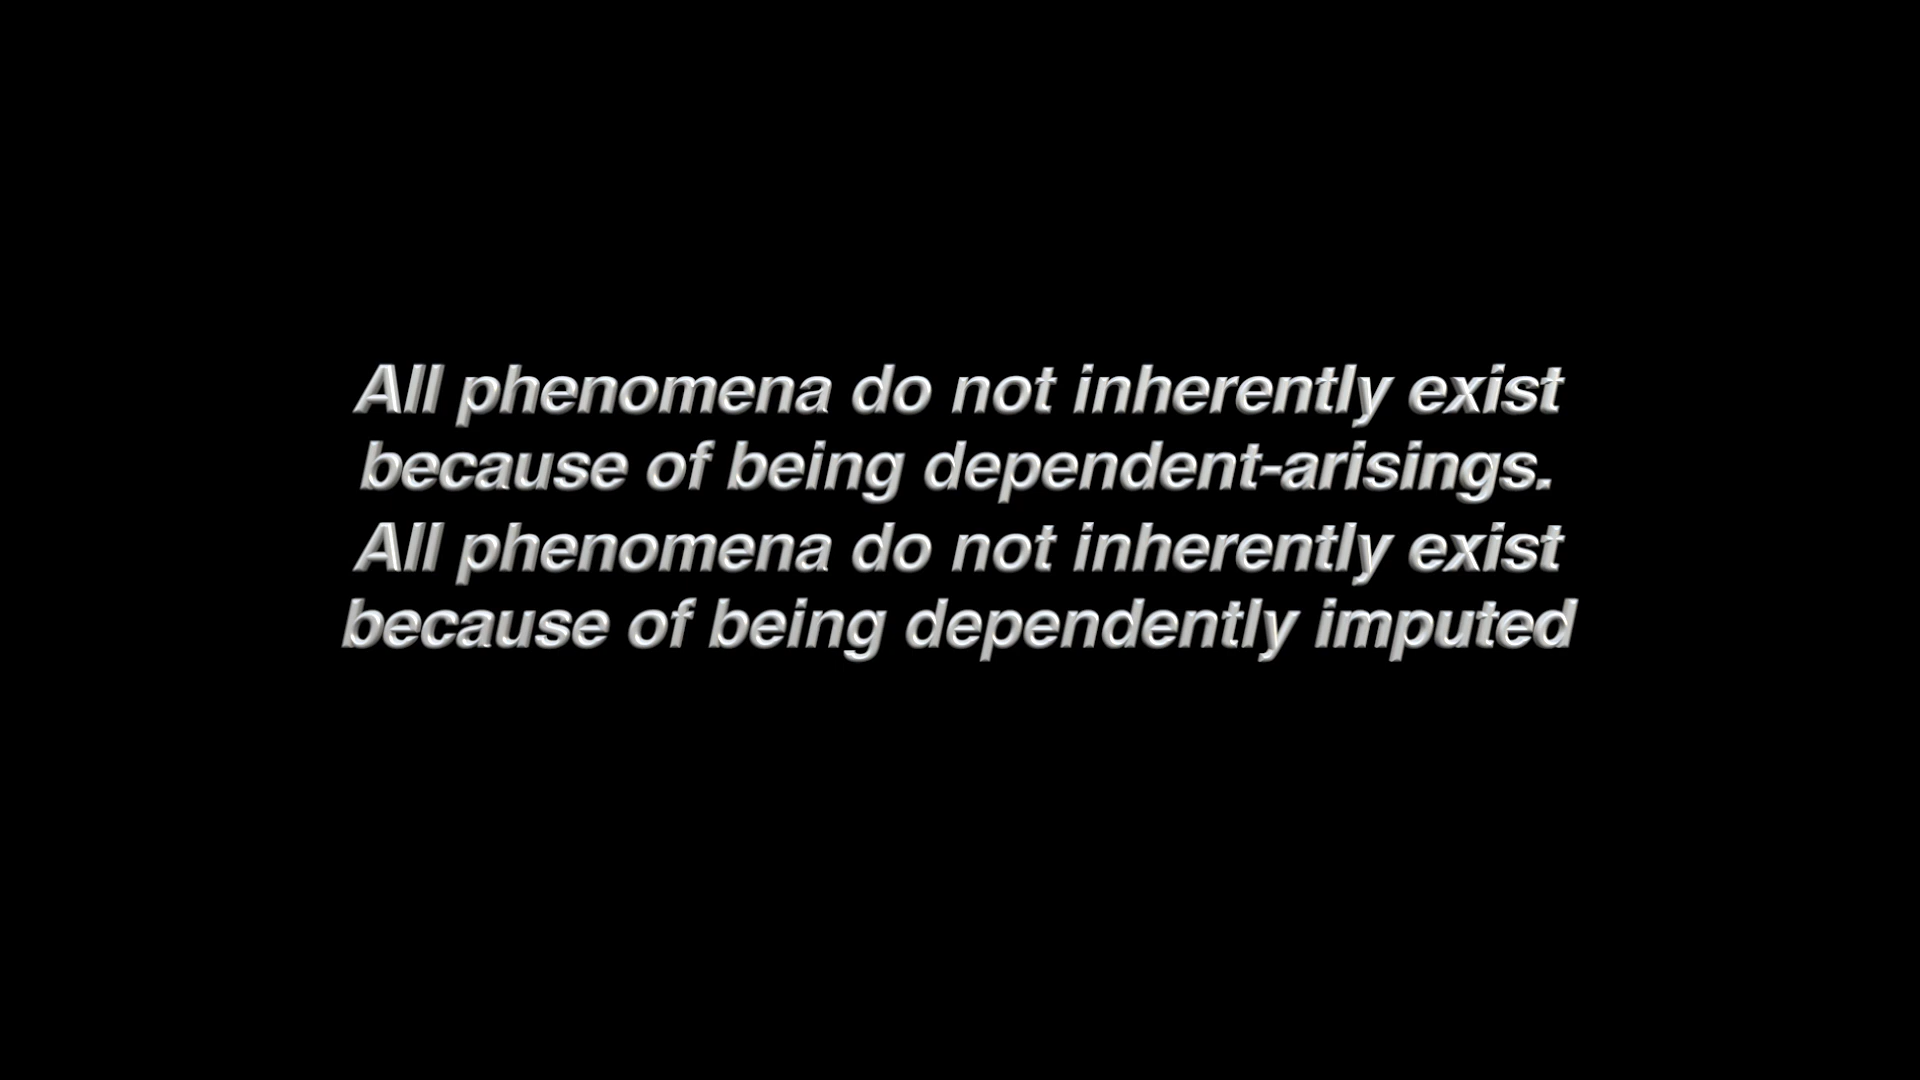 All phenomena do not inherently exist
because of being dependent-arisings.
All phenomena do not inherently exist
because of being dependently imputed